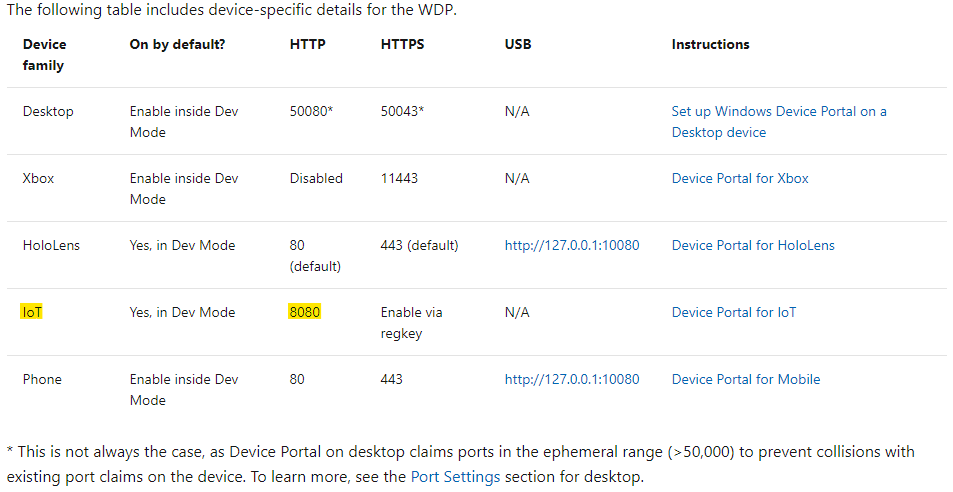 The following table includes device-specific details for the WDP.
Device family On by default? HTTP HTTPS USB Instructions
Desktop Enable inside Dev Mode 50080* 50043* N/A Set up Windows Device Portal on a Desktop device
Xbox Enable inside Dev Mode Disabled 11443 N/A Device Portal for Xbox
HoloLens Yes, in Dev Mode 80 (default) 443 (default) http://127.0.0.1:10080 Device Portal for HoloLens
IoT Yes, in Dev Mode 8080 Enable via regkey N/A Device Portal for IoT
Phone Enable inside Dev Mode 80 443 http://127.0.0.1:10080 Device Portal for Mobile
* This is not always the case, as Device Portal on desktop claims ports in the ephemeral range (>50,000) to prevent collisions with
existing port claims on the device. To learn more, see the Port Settings section for desktop.